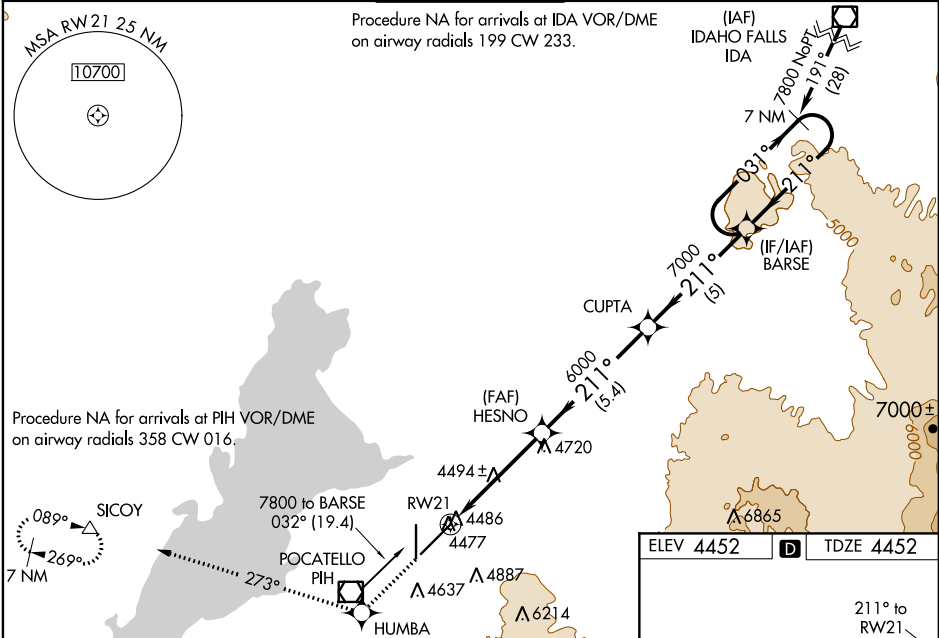 MSA RW21 25 NM
10700
Procedure NA for arrivals at IDA VOR/DME
on airway radials 199 CW 233.
(IAF)
IDAHO FALLS
IDA
7800 NoPT
191°
(28)
7 NM
031°
211°
(IF/IAF)
BARSE
5000
7000
211°
(5)
CUPTA
6000
211°
(5.4)
(FAF)
HESNO
4720
7000±
6000
Procedure NA for arrivals at PIH VOR/DME
on airway radials 358 CW 016.
4494±
7800 to BARSE
032° (19.4)
RW21
4486
4477
6865
089°
SICOY
269°
7 NM
273°
POCATELLO
PIH
4637
4887
6214
HUMBA
ELEV 4452
D
TDZE 4452
211° to
RW21